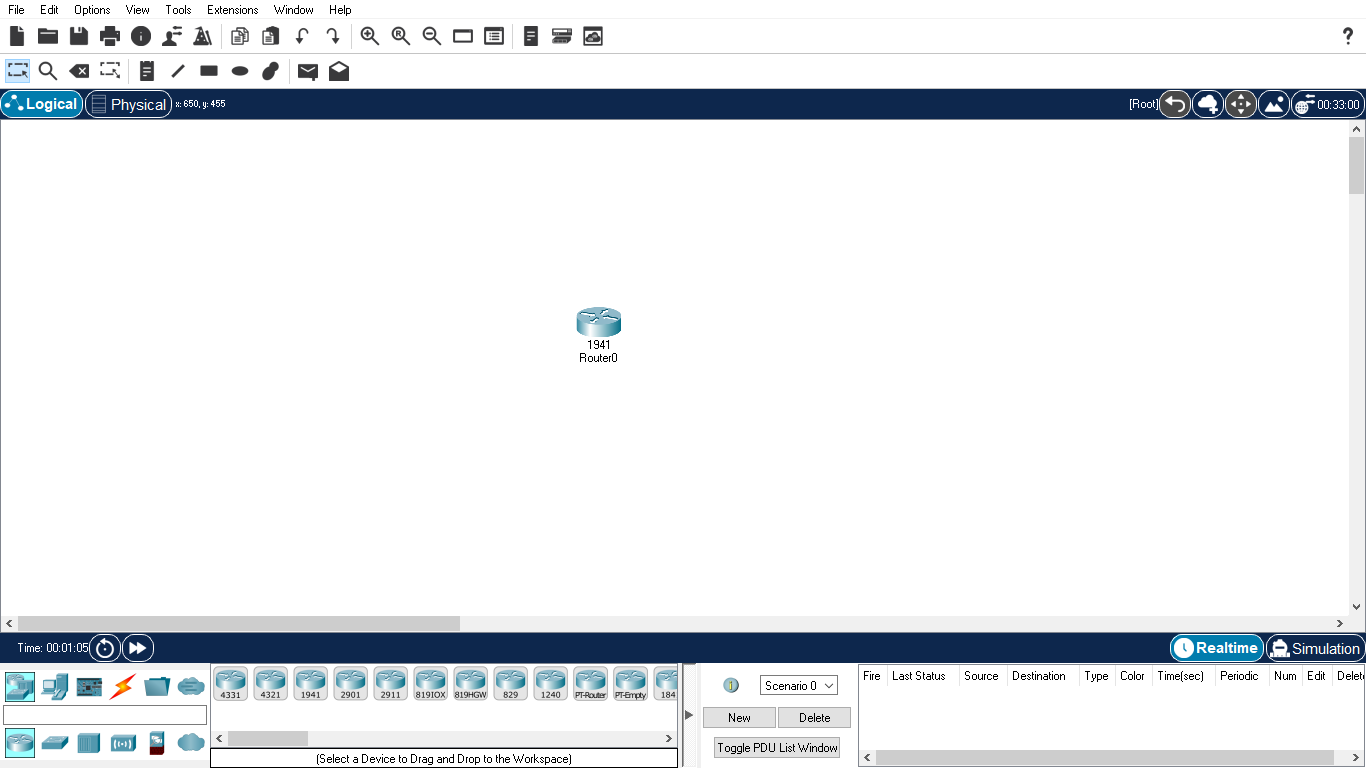 File Edit Options View Tools Extensions Window Help
?
Logical Physical x: 650, y: 455 [Root] 00:33:00
1941
Router0
Time: 00:01:05 Realtime Simulation
4331 4321 1941 2901 2911 819IOX 819HGW 829 1240 PT-Router PT-Empty 184
(Select a Device to Drag and Drop to the Workspace)
Scenario 0
New Delete
Toggle PDU List Window
Fire Last Status Source Destination Type Color Time(sec) Periodic Num Edit Delete